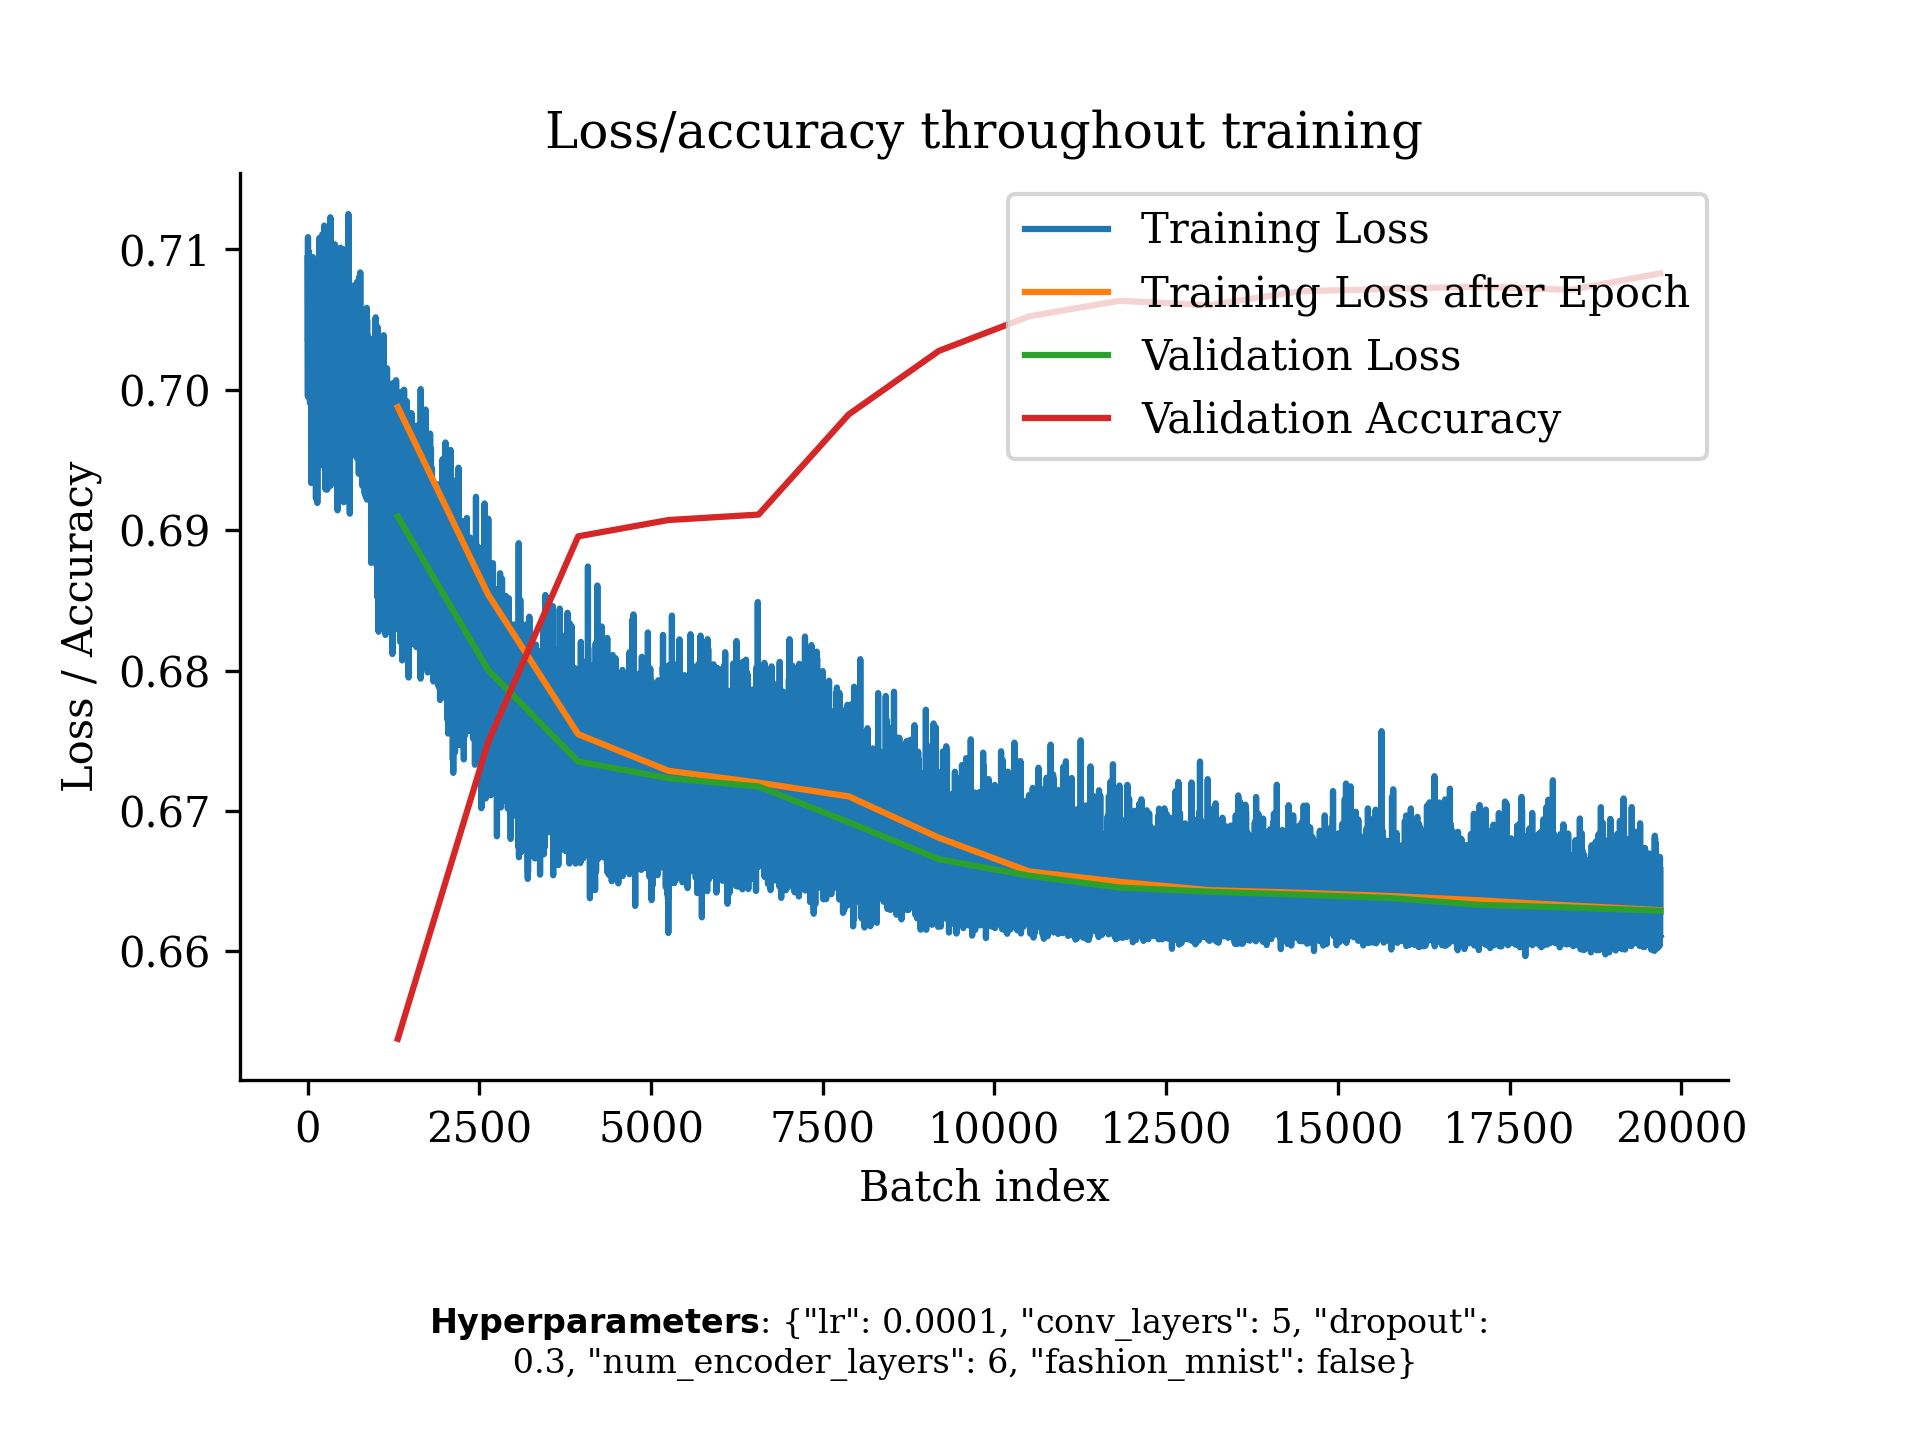 Loss/accuracy throughout training
Training Loss
Training Loss after Epoch
Validation Loss
Validation Accuracy
Loss / Accuracy
0.71
0.70
0.69
0.68
0.67
0.66
0 2500 5000 7500 10000 12500 15000 17500 20000
Batch index
Hyperparameters: {"lr": 0.0001, "conv_layers": 5, "dropout":
0.3, "num_encoder_layers": 6, "fashion_mnist": false}